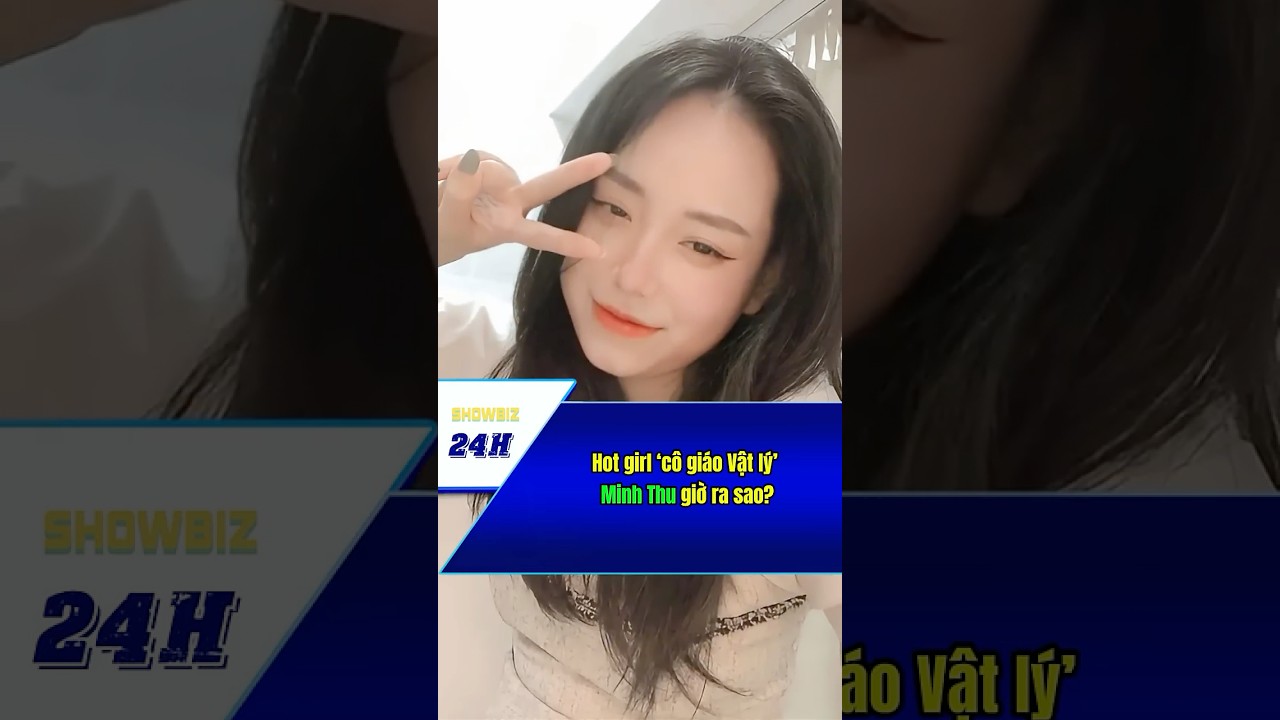 SHOWBIZ
24H
Hot girl ‘cô giáo Vật lý’
Minh Thu giờ ra sao?
SHOWBIZ
24H
áo Vật lý’